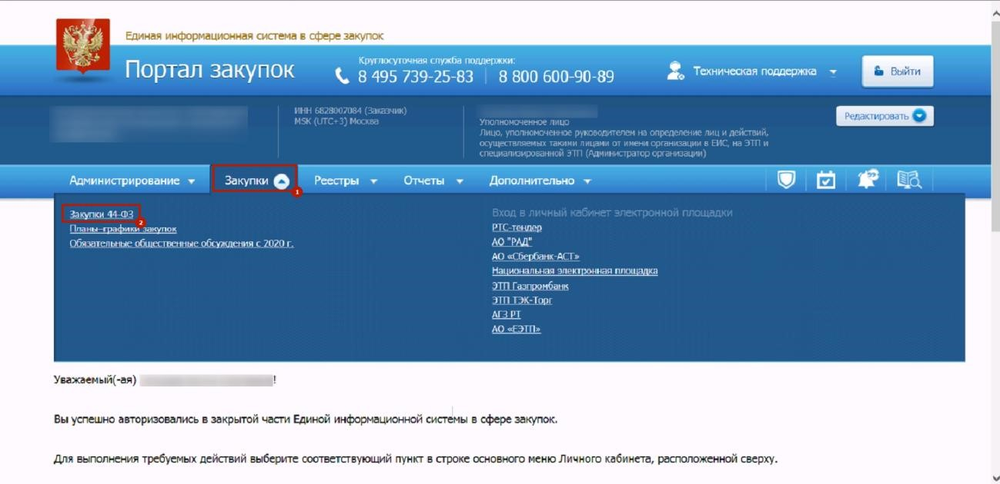 Единая информационная система в сфере закупок
Портал закупок
Круглосуточная служба поддержки:
8 495 739-25-83 8 800 600-90-89
Техническая поддержка
Выйти
ИНН 6828007084 (Заказчик)
MSK (UTC+3) Москва
Уполномоченное лицо
Лицо, уполномоченное руководителем на определение лиц и действий,
осуществляемых такими лицами от имени организации в ЕИС, на ЭТП и
специализированной ЭТП (Администратор организации)
Редактировать
Администрирование Закупки Реестры Отчеты Дополнительно
1
Закупки 44-ФЗ
2
Планы-графики закупок
Обязательные общественные обсуждения с 2020 г.
Вход в личный кабинет электронной площадки
РТС-тендер
АО "РАД"
АО «Сбербанк-АСТ»
Национальная электронная площадка
ЭТП Газпромбанк
ЭТП ТЭК-Торг
АГЗ РТ
АО «ЕЭТП»
Уважаемый(-ая) !
Вы успешно авторизовались в закрытой части Единой информационной системы в сфере закупок.
Для выполнения требуемых действий выберите соответствующий пункт в строке основного меню Личного кабинета, расположенной сверху.